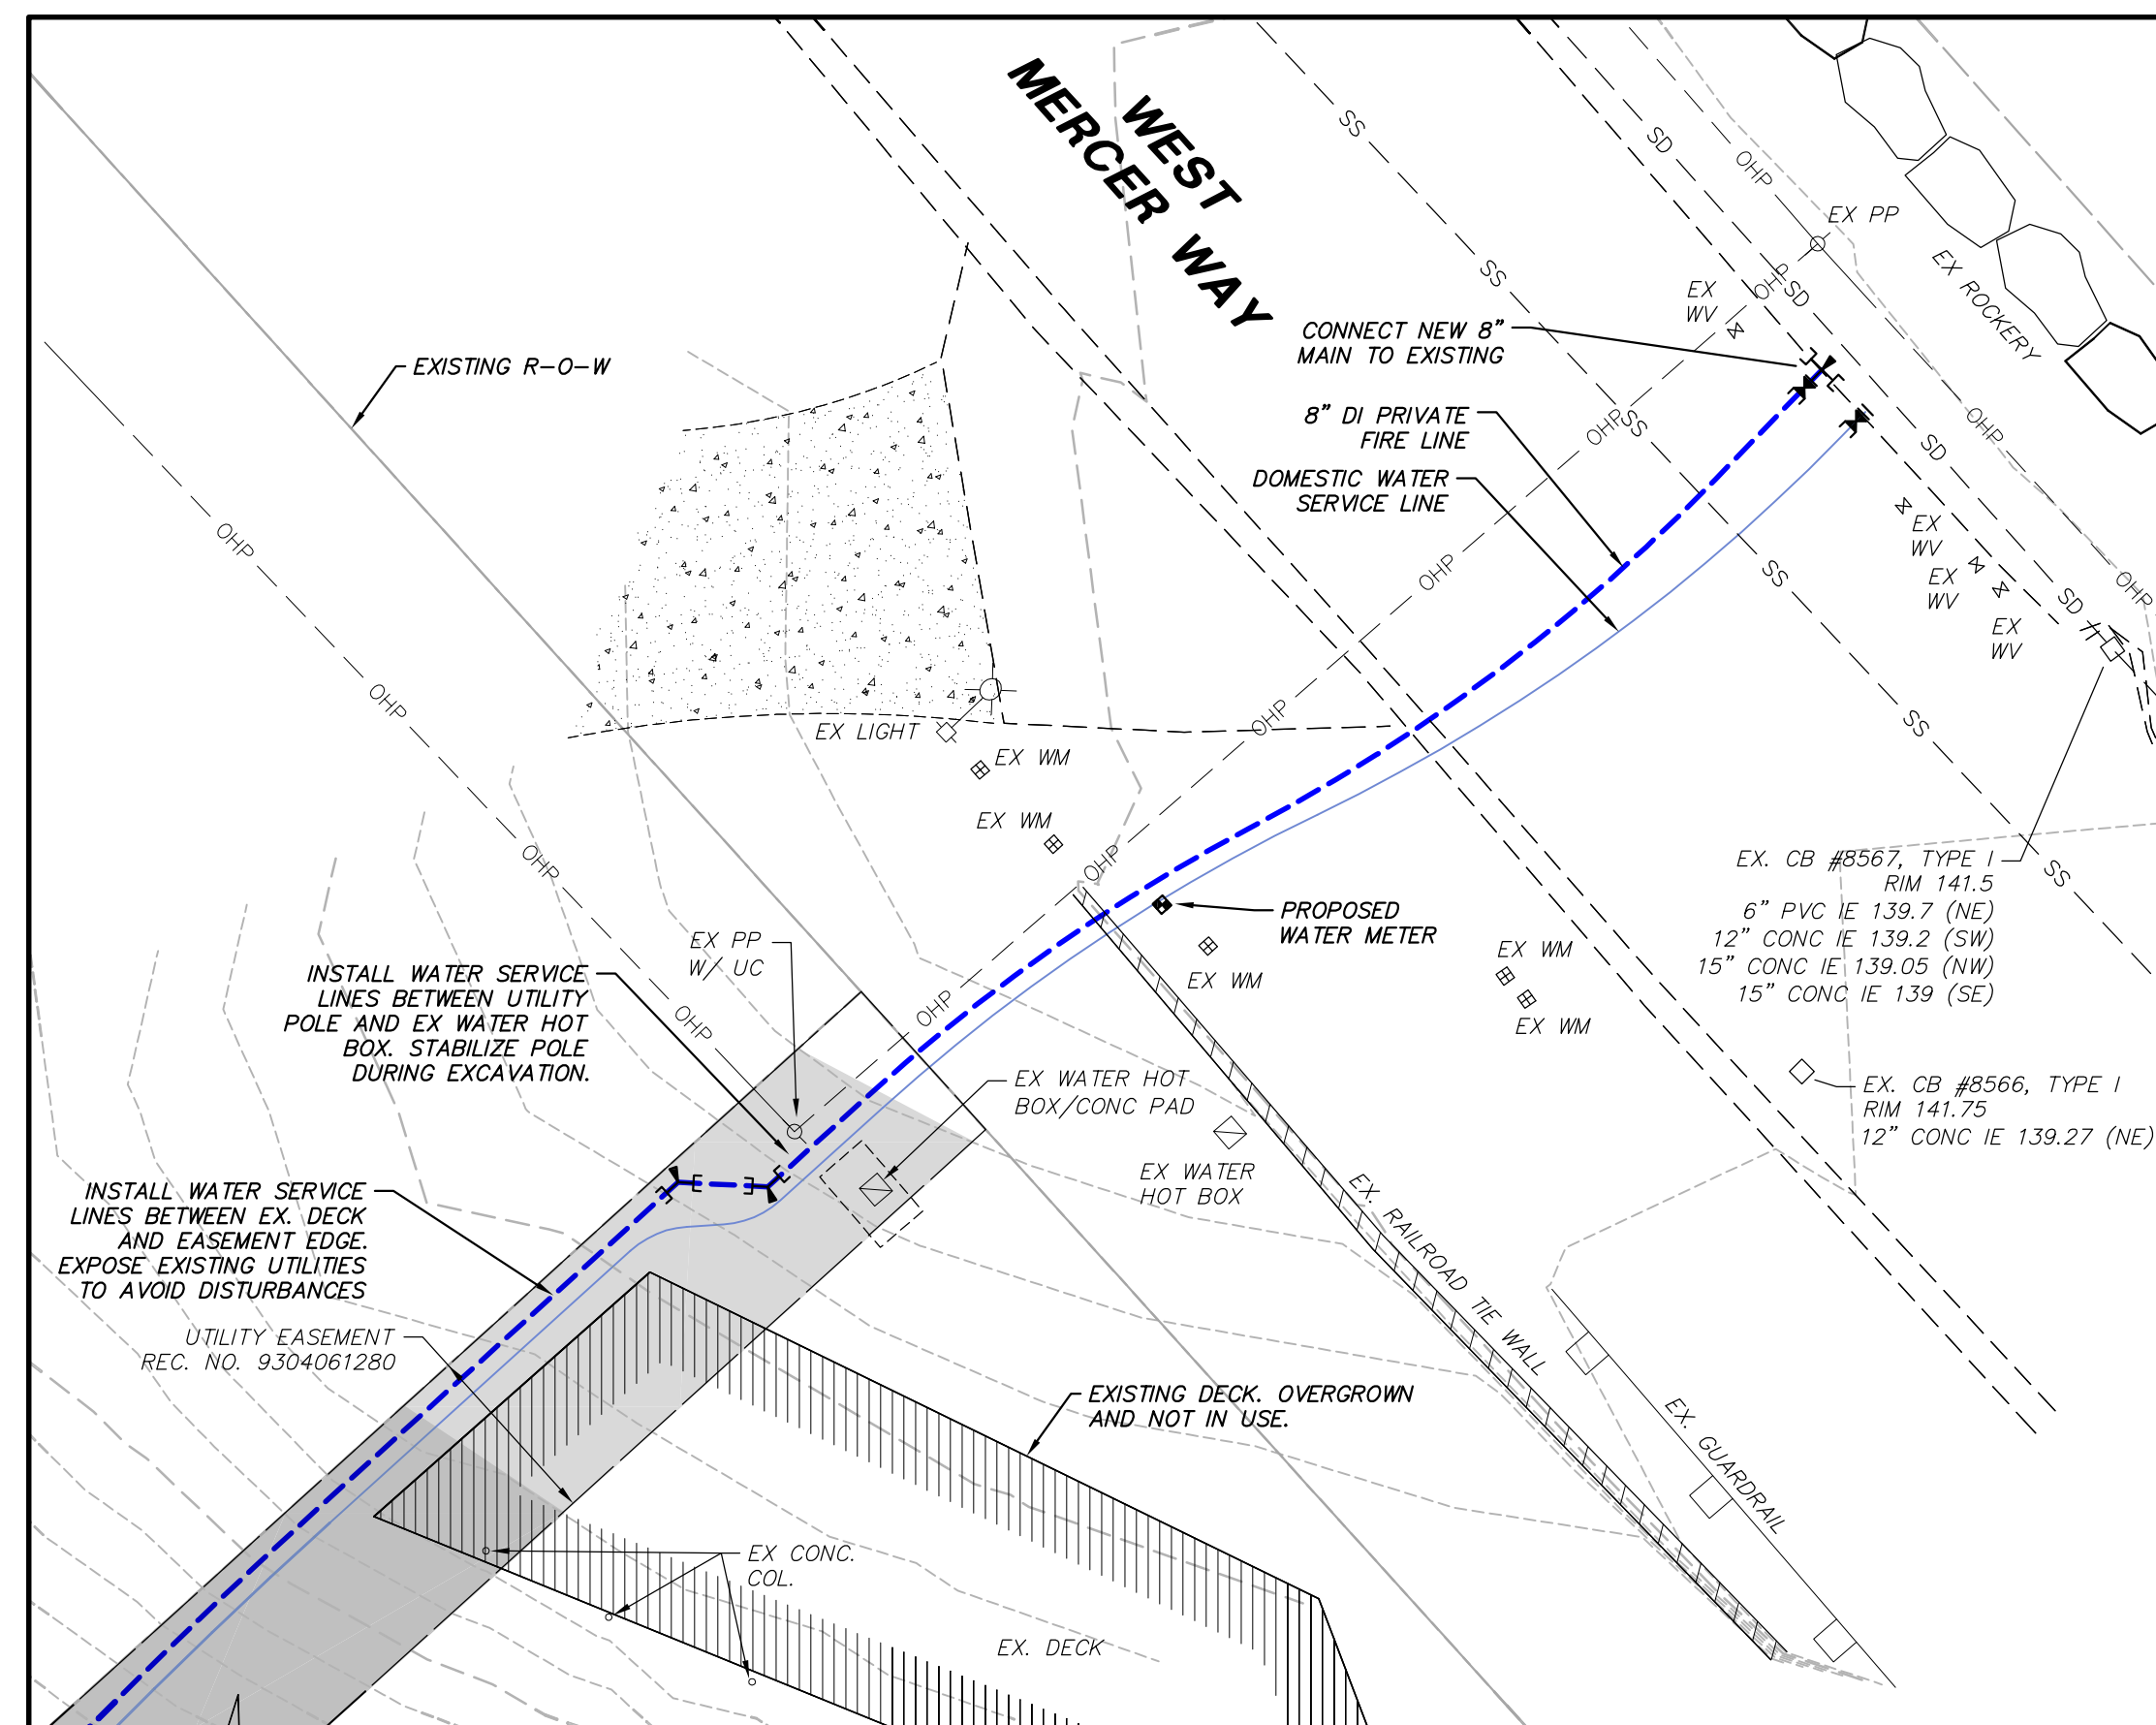 WEST
MERCER WAY
SS
SD
OHP
EX PP
EX ROCKERY
SS
OHP
SD
EX
WV
CONNECT NEW 8"
MAIN TO EXISTING
EXISTING R-O-W
8" DI PRIVATE
FIRE LINE
OHP
SS
OHP
SD
DOMESTIC WATER
SERVICE LINE
EX
WV
OHP
OHP
SS
EX
WV
SD
OHP
EX
WV
OHP
OHP
SS
EX LIGHT
EX WM
EX WM
OHP
OHP
SS
EX. CB #8567, TYPE I
RIM 141.5
6" PVC IE 139.7 (NE)
12" CONC IE 139.2 (SW)
15" CONC IE 139.05 (NW)
15" CONC IE 139 (SE)
PROPOSED
WATER METER
EX PP
W/ UC
EX WM
EX WM
EX WM
INSTALL WATER SERVICE
LINES BETWEEN UTILITY
POLE AND EX WATER HOT
BOX. STABILIZE POLE
DURING EXCAVATION.
OHP
OHP
EX WATER HOT
BOX/CONC PAD
EX. CB #8566, TYPE I
RIM 141.75
12" CONC IE 139.27 (NE)
EX WATER
HOT BOX
INSTALL WATER SERVICE
LINES BETWEEN EX. DECK
AND EASEMENT EDGE.
EXPOSE EXISTING UTILITIES
TO AVOID DISTURBANCES
EX. RAILROAD TIE WALL
UTILITY EASEMENT
REC. NO. 9304061280
EXISTING DECK. OVERGROWN
AND NOT IN USE.
EX. GUARDRAIL
EX CONC.
COL.
EX. DECK